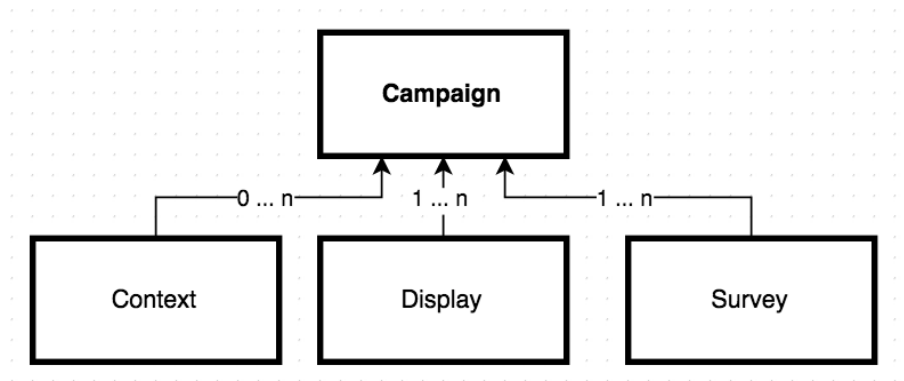 Campaign
0 ... n
1 ... n
1 ... n
Context
Display
Survey